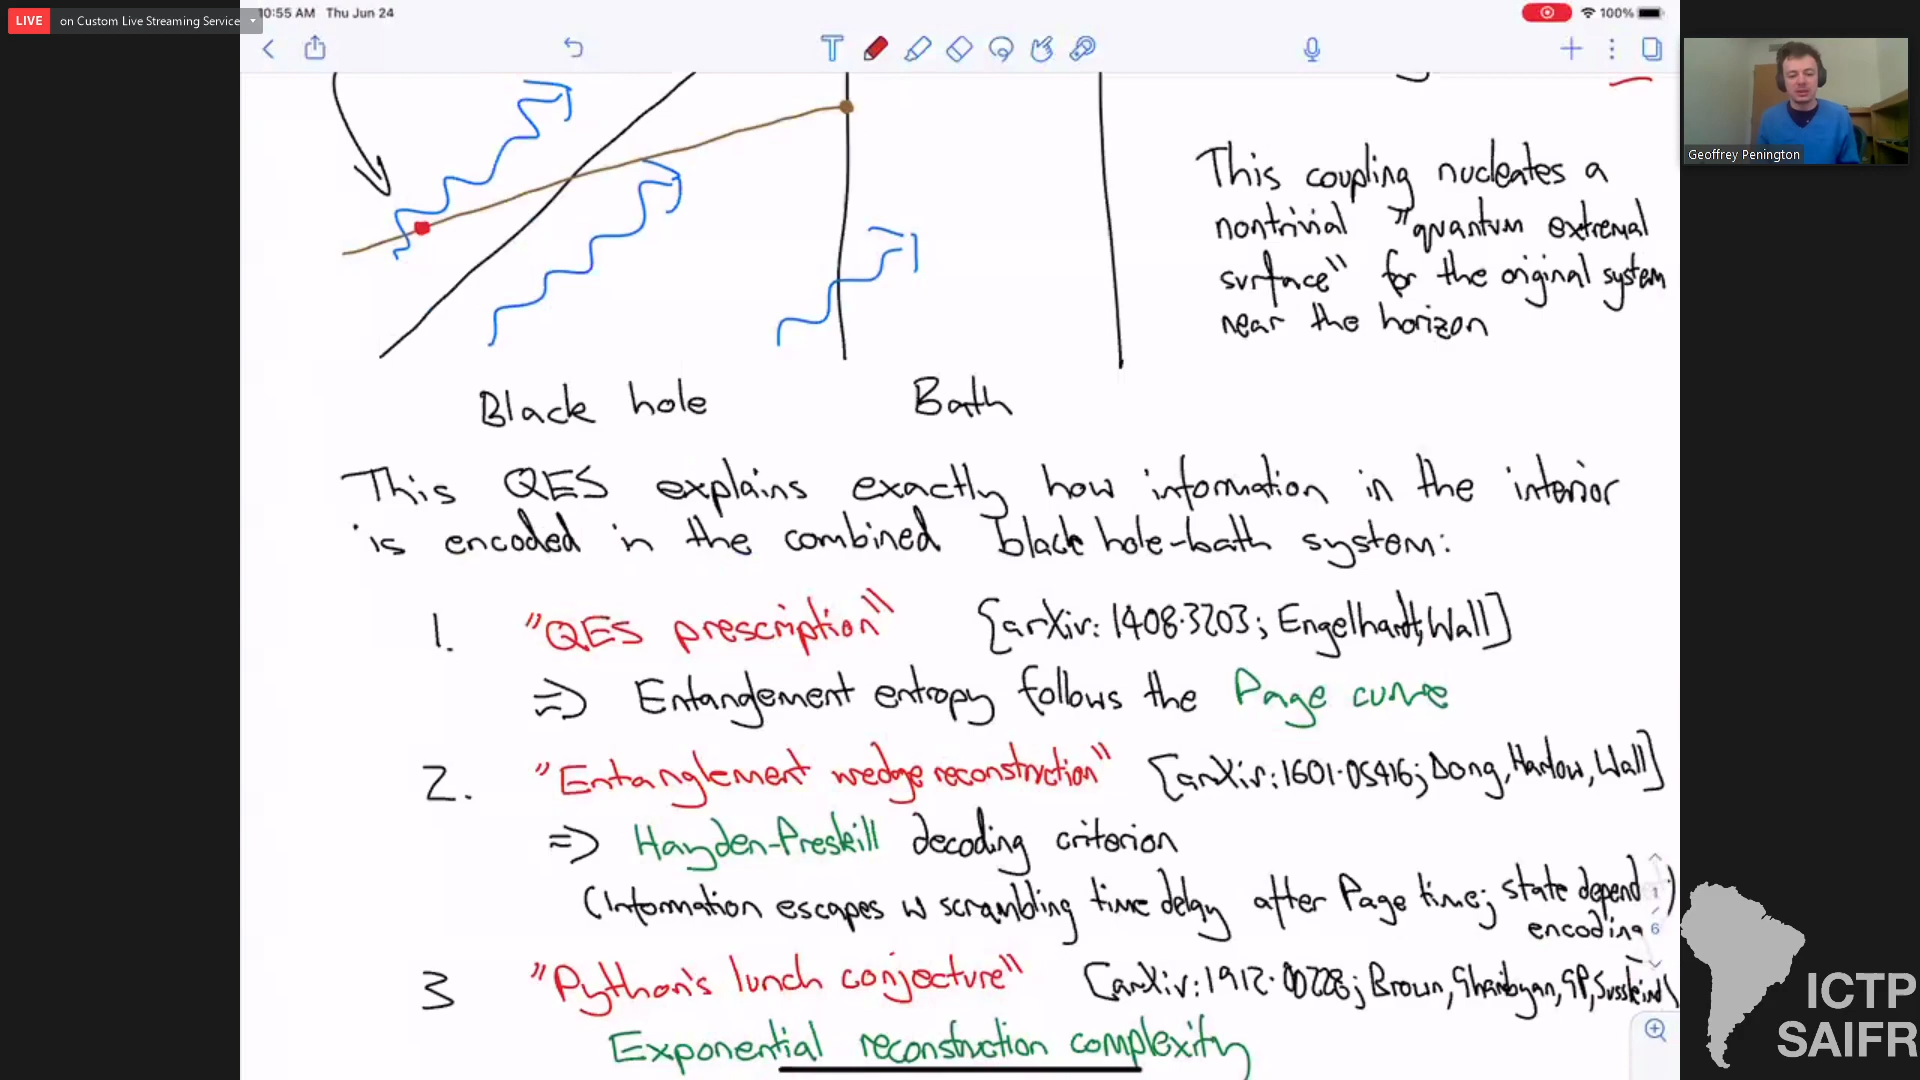 LIVE on Custom Live Streaming Service
10:55 AM Thu Jun 24
100%
Geoffrey Penington
This coupling nucleates a
nontrivial "quantum extremal
surface" for the original system
near the horizon
Black hole
Bath
This QES explains exactly how information in the interior
is encoded in the combined black hole-bath system:
1. "QES prescription" [arXiv: 1408.3203; Engelhardt, Wall]
=> Entanglement entropy follows the Page curve
2. "Entanglement wedge reconstruction" [arXiv:1601.05416; Dong, Harlow, Wall]
=> Hayden-Preskill decoding criterion
(Information escapes w scrambling time delay after Page time; state depend
encoding
1
6
3 "Python's lunch conjecture" [arXiv:1912.00228; Brown, Gharibyan, GP, Susskind]
Exponential reconstruction complexity
ICTP
SAIFR